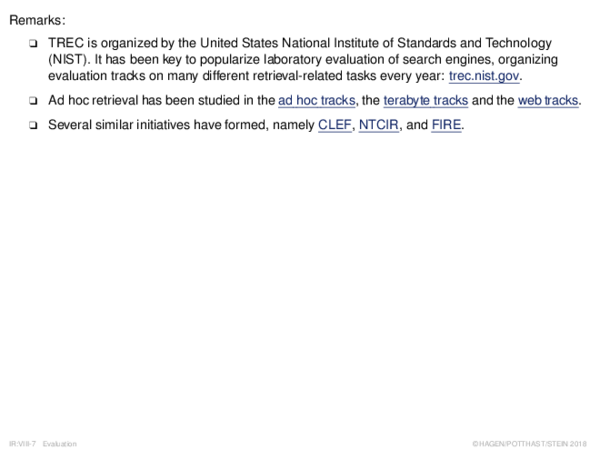 Remarks:
❑ TREC is organized by the United States National Institute of Standards and Technology
(NIST). It has been key to popularize laboratory evaluation of search engines, organizing
evaluation tracks on many different retrieval-related tasks every year: trec.nist.gov.
❑ Ad hoc retrieval has been studied in the ad hoc tracks, the terabyte tracks and the web tracks.
❑ Several similar initiatives have formed, namely CLEF, NTCIR, and FIRE.
IR:VIII-7 Evaluation ©HAGEN/POTTHAST/STEIN 2018